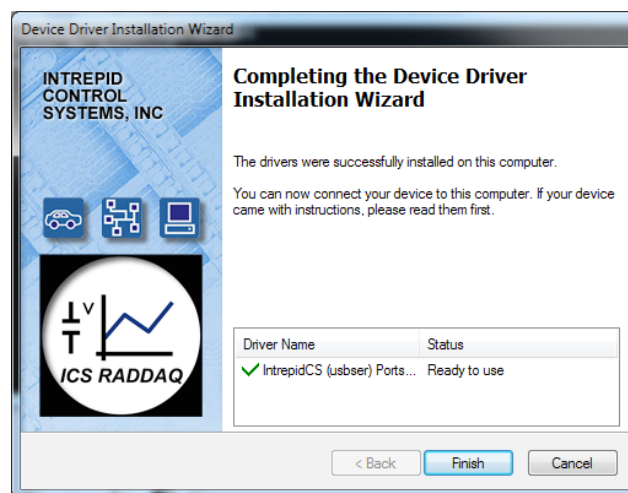 Device Driver Installation Wizard
INTREPID
CONTROL
SYSTEMS, INC
Completing the Device Driver
Installation Wizard
The drivers were successfully installed on this computer.
You can now connect your device to this computer. If your device
came with instructions, please read them first.
V
T
ICS RADDAQ
Driver Name Status
IntrepidCS (usbser) Ports... Ready to use
< Back Finish Cancel